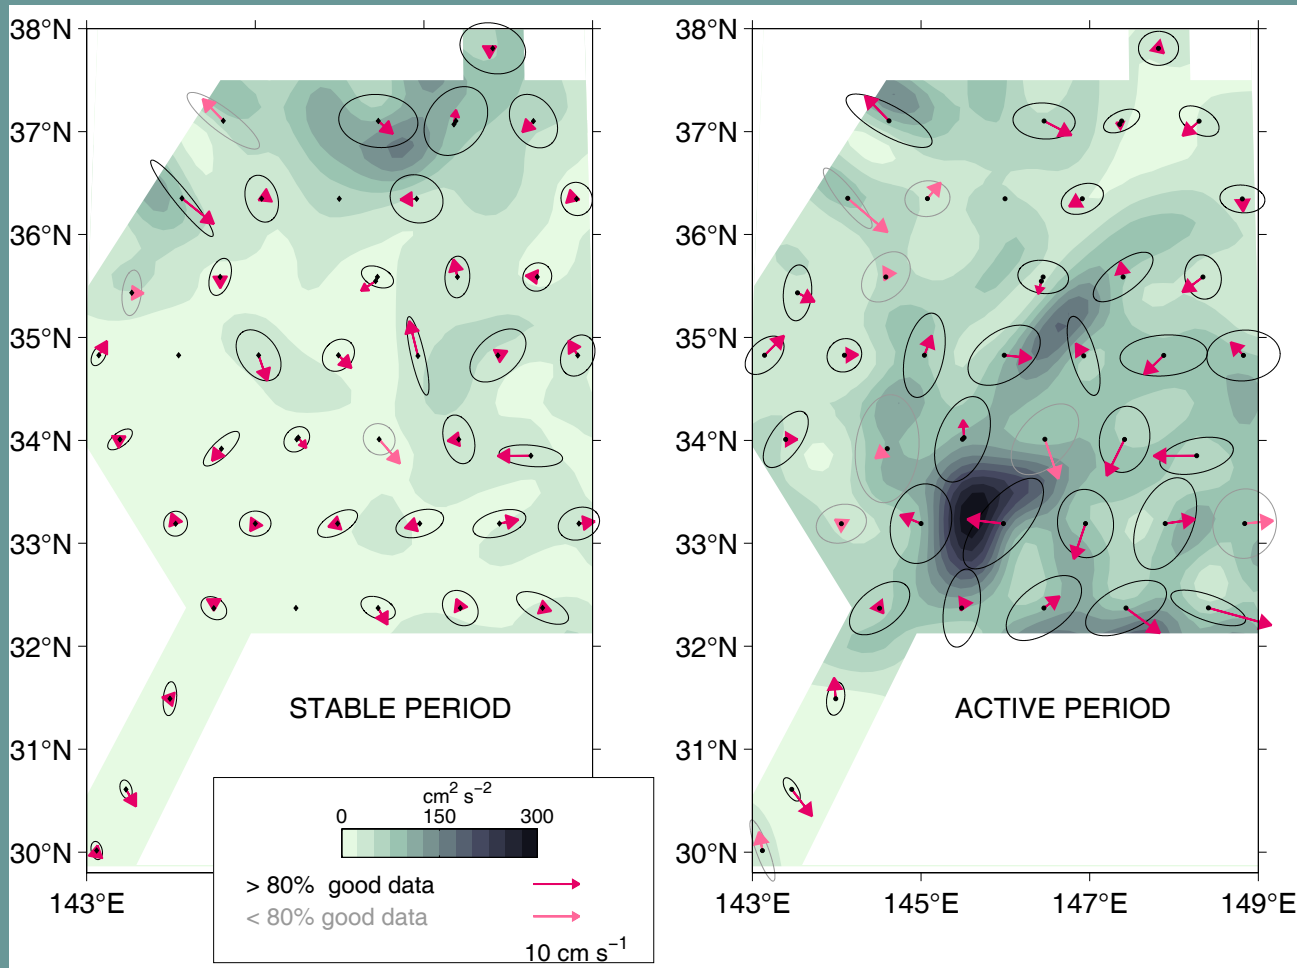 38°N
37°N
36°N
35°N
34°N
33°N
32°N
31°N
30°N
143°E
STABLE PERIOD
cm² s⁻²
0 150 300
> 80% good data
< 80% good data
10 cm s⁻¹
38°N
37°N
36°N
35°N
34°N
33°N
32°N
31°N
30°N
143°E 145°E 147°E 149°E
ACTIVE PERIOD